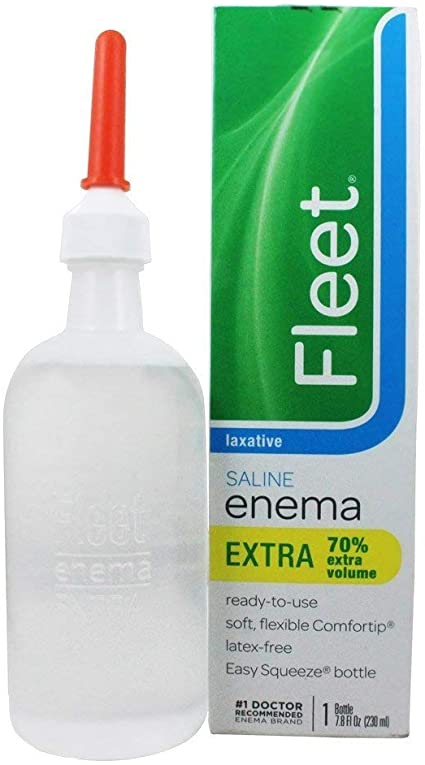 Fleet®
laxative
SALINE
enema
EXTRA
70%
extra
volume
ready-to-use
soft, flexible Comfortip®
latex-free
Easy Squeeze® bottle
#1 DOCTOR
RECOMMENDED
ENEMA BRAND
1 Bottle
7.8 Fl Oz (230 ml)
Fleet
enema
EXTRA